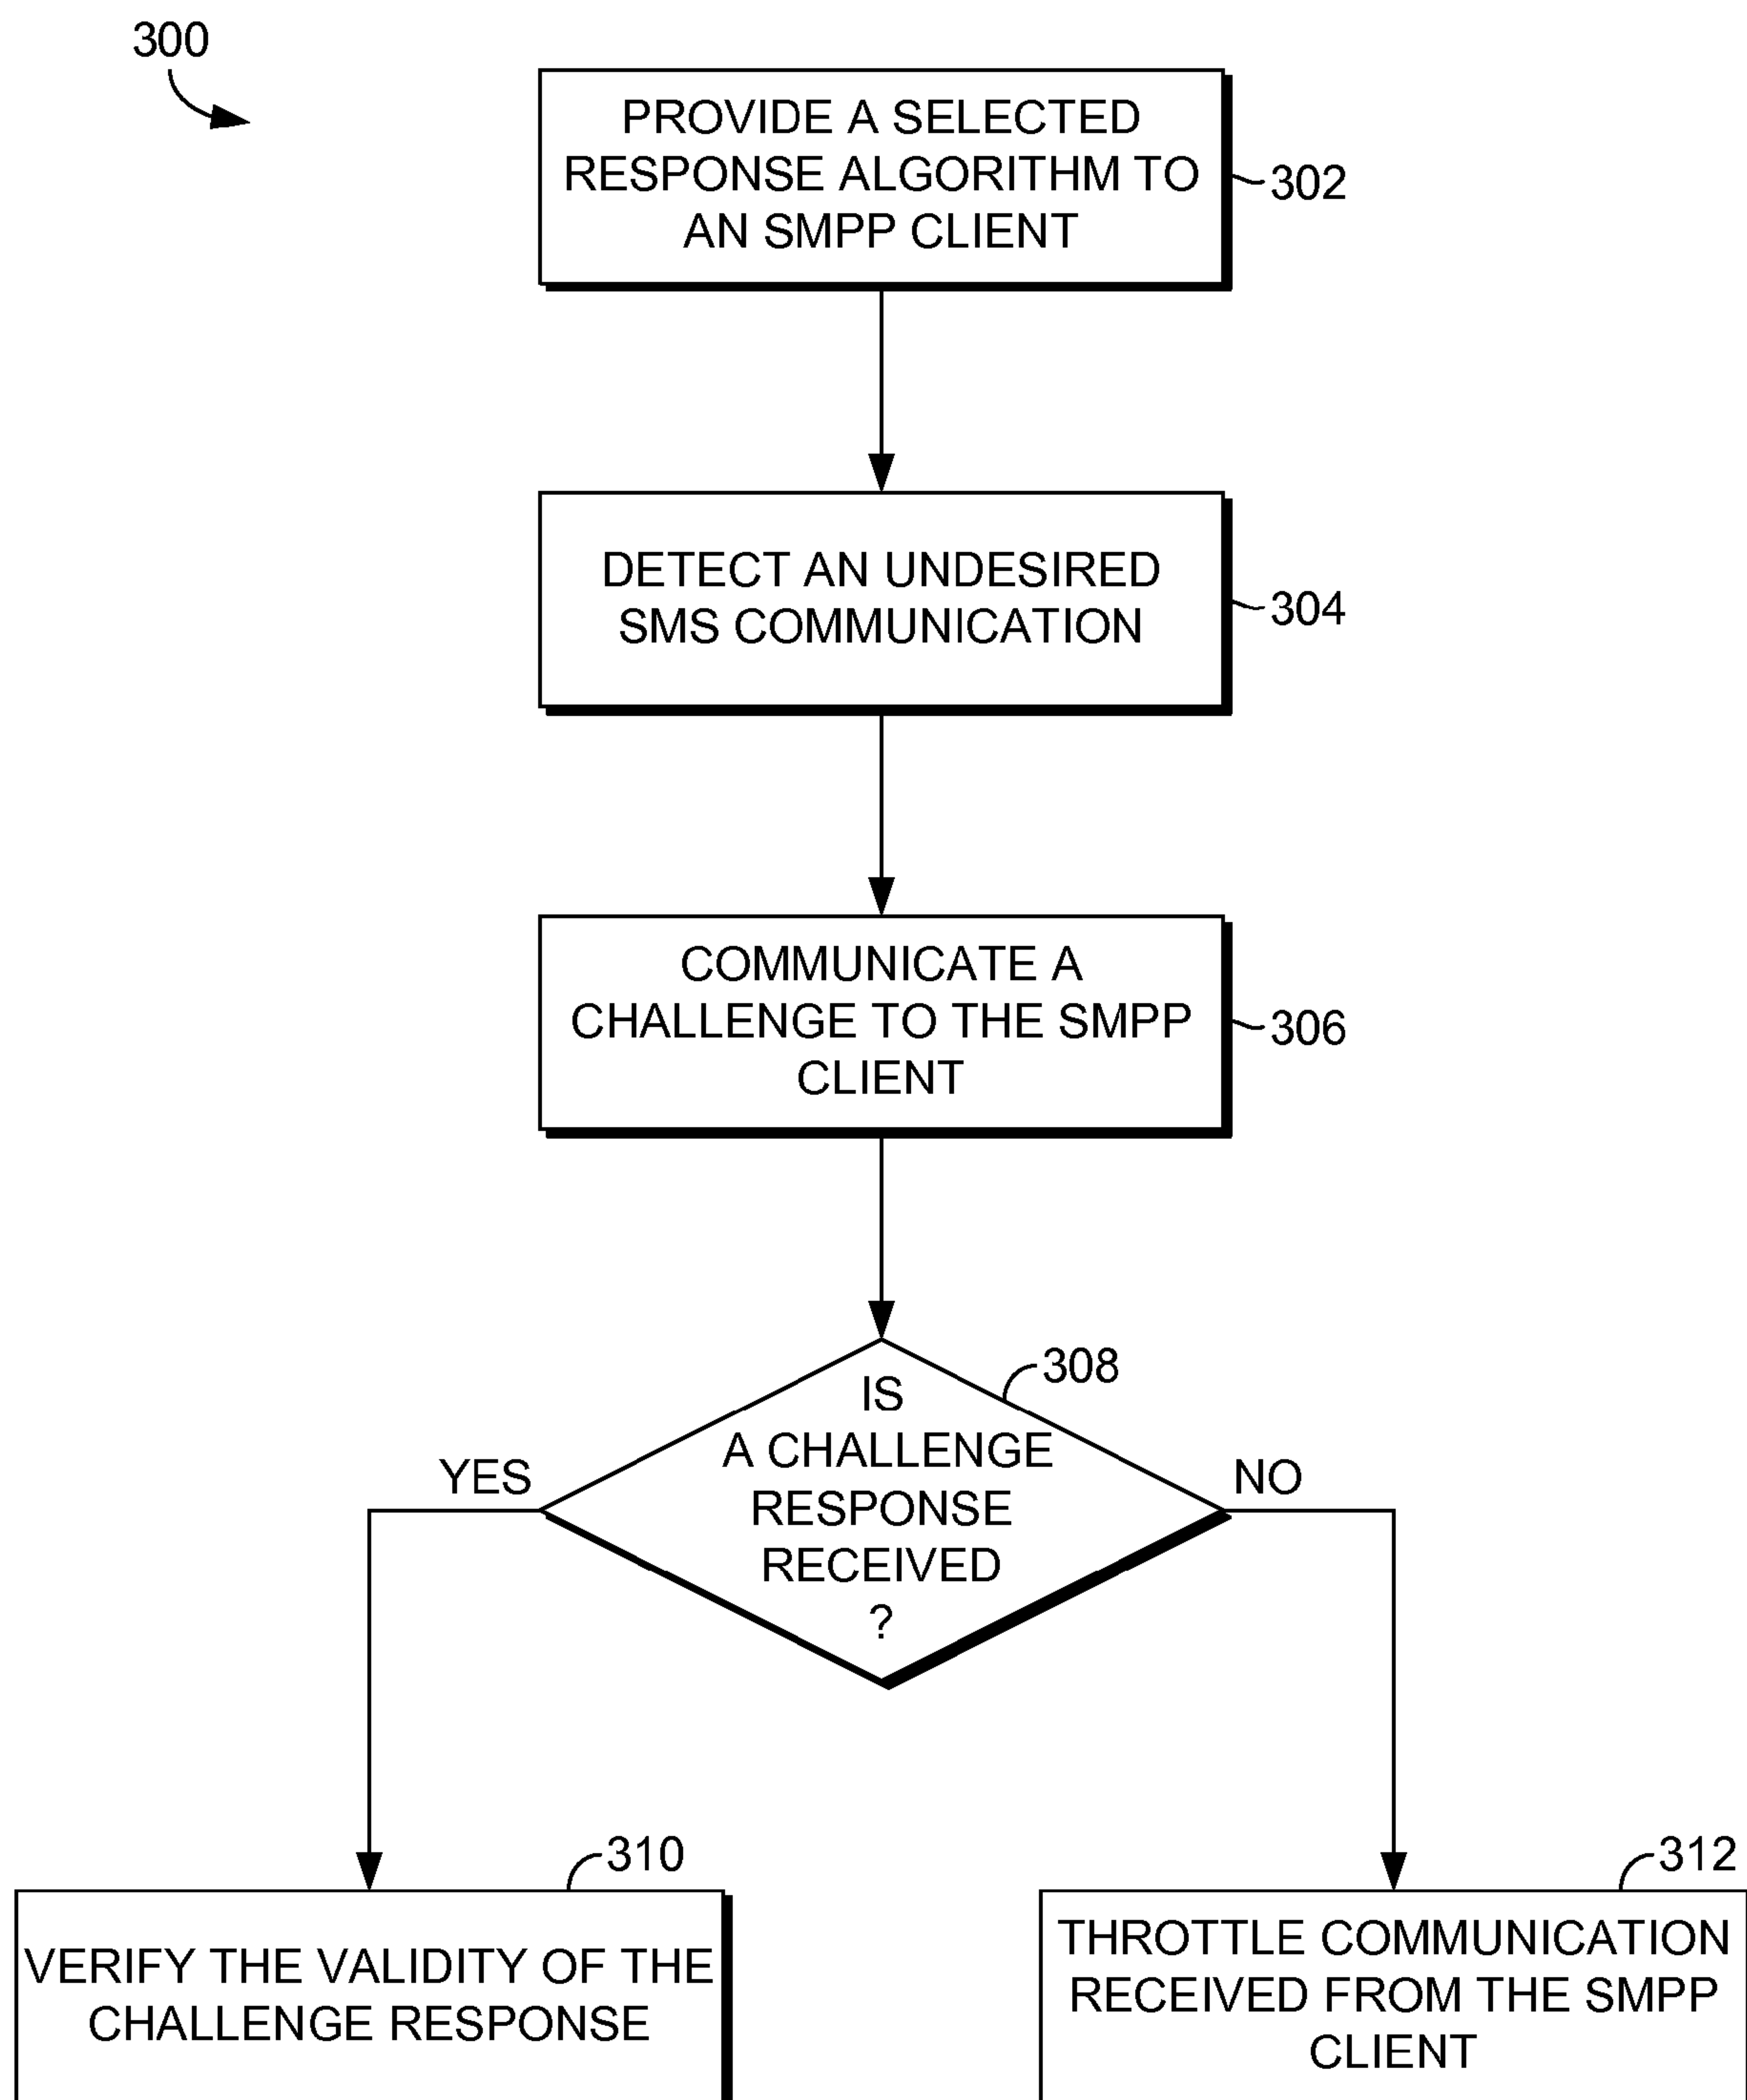 300
PROVIDE A SELECTED
RESPONSE ALGORITHM TO
AN SMPP CLIENT
302
DETECT AN UNDESIRED
SMS COMMUNICATION
304
COMMUNICATE A
CHALLENGE TO THE SMPP
CLIENT
306
308
IS
A CHALLENGE
RESPONSE
RECEIVED
?
YES
NO
310
VERIFY THE VALIDITY OF THE
CHALLENGE RESPONSE
312
THROTTLE COMMUNICATION
RECEIVED FROM THE SMPP
CLIENT